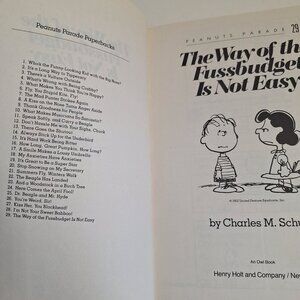 Peanuts Parade Paperbacks
1. Who's the Funny-Looking Kid with the Big Nose?
2. It's a Long Way to Tipperary
3. There's a Vulture Outside
4. What's Wrong with Being Crabby?
5. What Makes You Think You're Happy?
6. Fly, You Stupid Kite, Fly!
7. The Mad Punter Strikes Again
8. A Kiss on the Nose Turns Anger Aside
9. Thank Goodness for People
10. What Makes Musicians So Sarcastic?
11. Speak Softly, and Carry a Beagle
12. Don't Hassle Me with Your Sighs, Chuck
13. There Goes the Shutout
14. Always Stick Up for the Underbird
15. It's Hard Work Being Bitter
16. How Long, Great Pumpkin, How Long?
17. A Smile Makes a Lousy Umbrella
18. My Anxieties Have Anxieties
19. It's Great to Be a Super Star
20. Stop Snowing on My Secretary
21. Summers Fly, Winters Walk
22. The Beagle Has Landed
23. And a Woodstock in a Birch Tree
24. Here Comes the April Fool!
25. Dr. Beagle and Mr. Hyde
26. You're Weird, Sir!
27. Kiss Her, You Blockhead!
28. I'm Not Your Sweet Babboo!
29. The Way of the Fussbudget Is Not Easy
PEANUTS PARADE 29
The Way of th
Fussbudget
Is Not Easy
by Charles M. Schu
An Owl Book
Henry Holt and Company / New